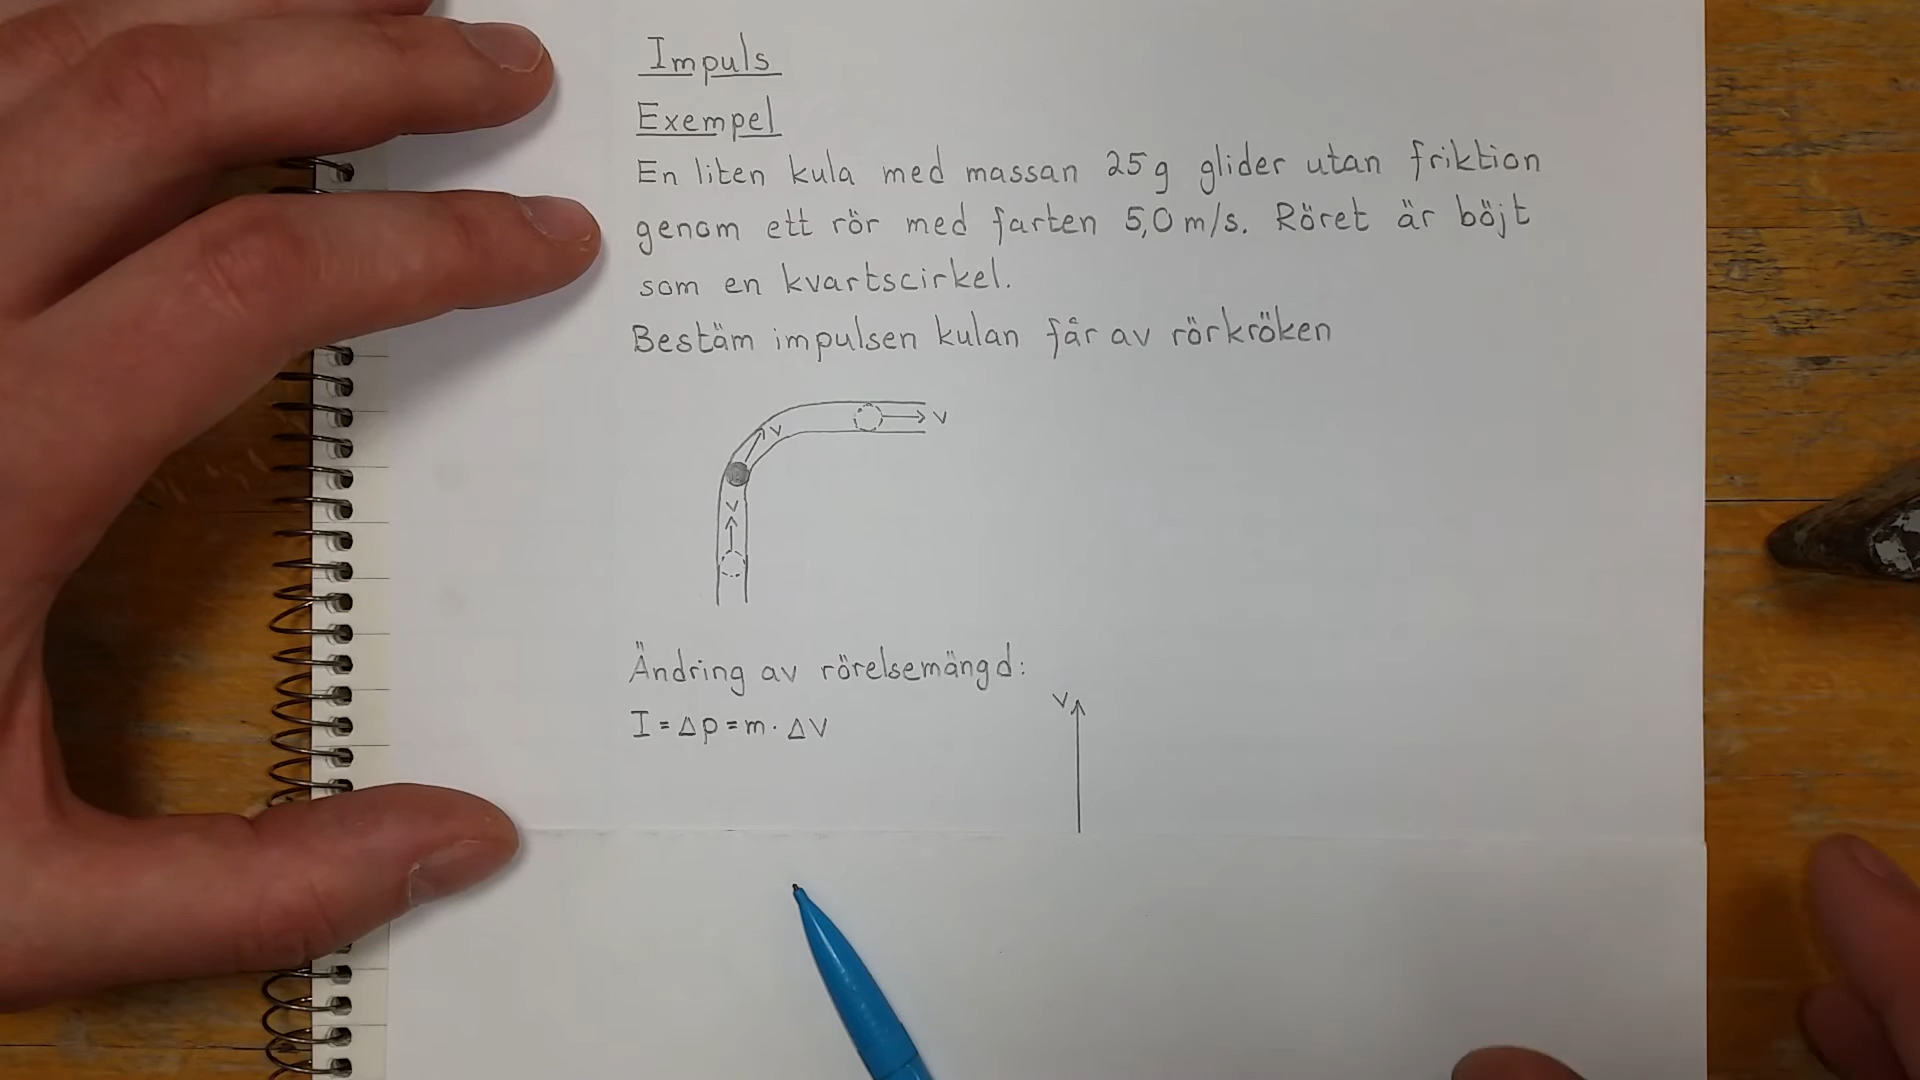 Impuls
Exempel
En liten kula med massan 25g glider utan friktion
genom ett rör med farten 5,0 m/s. Röret är böjt
som en kvartscirkel.
Bestäm impulsen kulan får av rörkröken
v
v
v
Ändring av rörelsemängd:
v
I = Δp = m · Δv